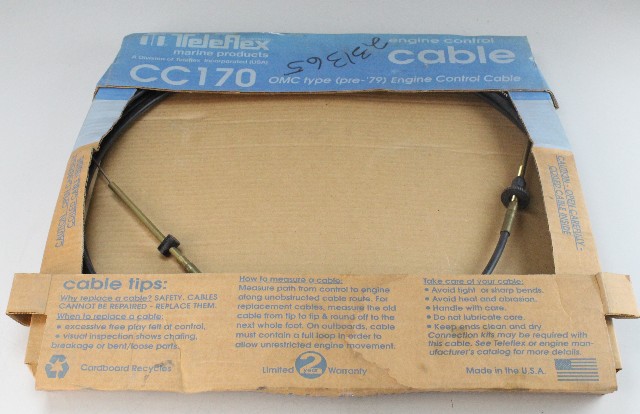 Teleflex
marine products
A Division of Teleflex Incorporated (USA)
engine control
cable
CC170
OMC type (pre-'79) Engine Control Cable
231365
cable tips:
Why replace a cable? SAFETY. CABLES
CANNOT BE REPAIRED - REPLACE THEM.
When to replace a cable:
• excessive free play felt at control,
• visual inspection shows chafing,
breakage or bent/loose parts.
Cardboard Recycles
How to measure a cable:
Measure path from control to engine
along unobstructed cable route. For
replacement cables, measure the old
cable from tip to tip & round off to the
next whole foot. On outboards, cable
must contain a full loop in order to
allow unrestricted engine movement.
Limited 2 year Warranty
Take care of your cable:
• Avoid tight or sharp bends.
• Avoid heat and abrasion.
• Handle with care.
• Do not lubricate core.
• Keep ends clean and dry.
Connection kits may be required with
this cable. See Teleflex or engine man-
ufacturer's catalog for more details.
Made in the U.S.A.
CAUTION... OPEN CAREFULLY.
COILED CABLE INSIDE